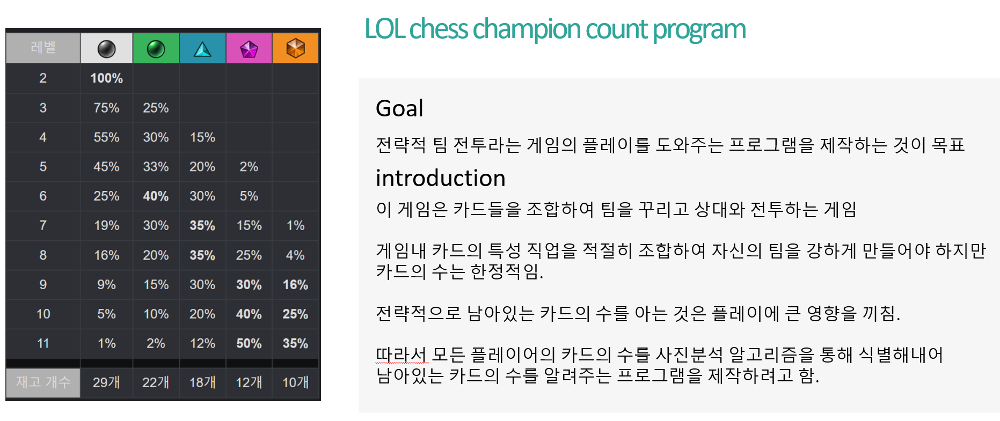 LOL chess champion count program
레벨
2 100%
3 75% 25%
4 55% 30% 15%
5 45% 33% 20% 2%
6 25% 40% 30% 5%
7 19% 30% 35% 15% 1%
8 16% 20% 35% 25% 4%
9 9% 15% 30% 30% 16%
10 5% 10% 20% 40% 25%
11 1% 2% 12% 50% 35%
재고 개수 29개 22개 18개 12개 10개
Goal
전략적 팀 전투라는 게임의 플레이를 도와주는 프로그램을 제작하는 것이 목표
introduction
이 게임은 카드들을 조합하여 팀을 꾸리고 상대와 전투하는 게임
게임내 카드의 특성 직업을 적절히 조합하여 자신의 팀을 강하게 만들어야 하지만
카드의 수는 한정적임.
전략적으로 남아있는 카드의 수를 아는 것은 플레이에 큰 영향을 끼침.
따라서 모든 플레이어의 카드의 수를 사진분석 알고리즘을 통해 식별해내어
남아있는 카드의 수를 알려주는 프로그램을 제작하려고 함.